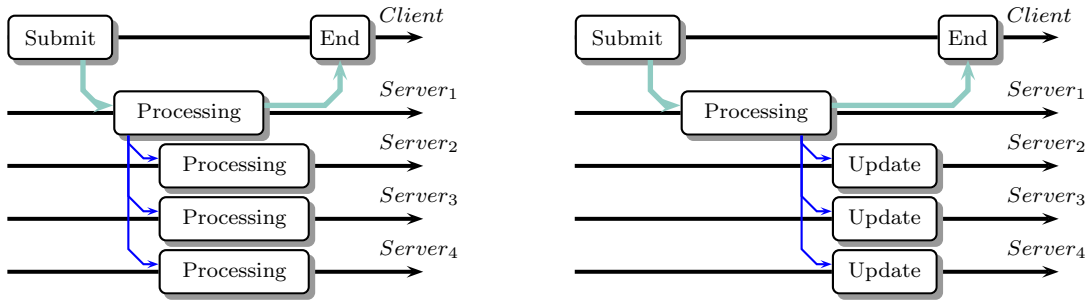 Client
Submit
End
Server1
Processing
Server2
Processing
Server3
Processing
Server4
Processing
Client
Submit
End
Server1
Processing
Server2
Update
Server3
Update
Server4
Update